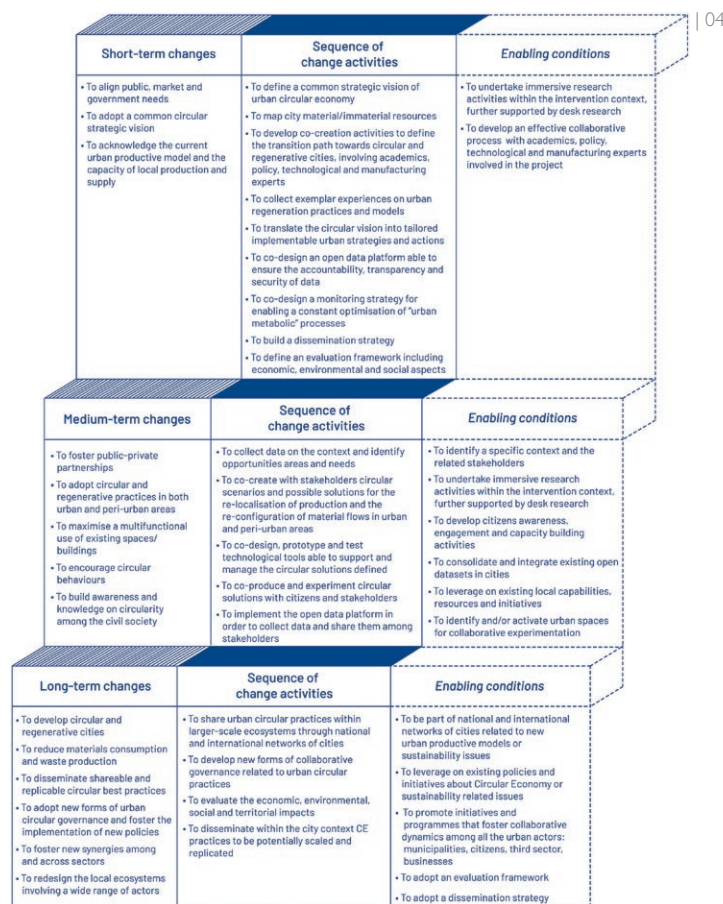 | 04
Short-term changes
• To align public, market and
government needs
• To adopt a common circular
strategic vision
• To acknowledge the current
urban productive model and the
capacity of local production and
supply
Sequence of
change activities
• To define a common strategic vision of
urban circular economy
• To map city material/immaterial resources
• To develop co-creation activities to define
the transition path towards circular and
regenerative cities, involving academics,
policy, technological and manufacturing
experts
• To collect exemplar experiences on urban
regeneration practices and models
• To translate the circular vision into tailored
implementable urban strategies and actions
• To co-design an open data platform able to
ensure the accountability, transparency and
security of data
• To co-design a monitoring strategy for
enabling a constant optimisation of "urban
metabolic" processes
• To build a dissemination strategy
• To define an evaluation framework including
economic, environmental and social aspects
Enabling conditions
• To undertake immersive research
activities within the intervention context,
further supported by desk research
• To develop an effective collaborative
process with academics, policy,
technological and manufacturing experts
involved in the project
Medium-term changes
• To foster public-private
partnerships
• To adopt circular and
regenerative practices in both
urban and peri-urban areas
• To maximise a multifunctional
use of existing spaces/
buildings
• To encourage circular
behaviours
• To build awareness and
knowledge on circularity
among the civil society
Sequence of
change activities
• To collect data on the context and identify
opportunities areas and needs
• To co-create with stakeholders circular
scenarios and possible solutions for the
re-localisation of production and the
re-configuration of material flows in urban
and peri-urban areas
• To co-design, prototype and test
technological tools able to support and
manage the circular solutions defined
• To co-produce and experiment circular
solutions with citizens and stakeholders
• To implement the open data platform in
order to collect data and share them among
stakeholders
Enabling conditions
• To identify a specific context and the
related stakeholders
• To undertake immersive research
activities within the intervention context,
further supported by desk research
• To develop citizens awareness,
engagement and capacity building
activities
• To consolidate and integrate existing open
datasets in cities
• To leverage on existing local capabilities,
resources and initiatives
• To identify and/or activate urban spaces
for collaborative experimentation
Long-term changes
• To develop circular and
regenerative cities
• To reduce materials consumption
and waste production
• To disseminate shareable and
replicable circular best practices
• To adopt new forms of urban
circular governance and foster the
implementation of new policies
• To foster new synergies among
and across sectors
• To redesign the local ecosystems
involving a wide range of actors
Sequence of
change activities
• To share urban circular practices within
larger-scale ecosystems through national
and international networks of cities
• To develop new forms of collaborative
governance related to urban circular
practices
• To evaluate the economic, environmental,
social and territorial impacts
• To disseminate within the city context CE
practices to be potentially scaled and
replicated
Enabling conditions
• To be part of national and international
networks of cities related to new
urban productive models or
sustainability issues
• To leverage on existing policies and
initiatives about Circular Economy or
sustainability related issues
• To promote initiatives and
programmes that foster collaborative
dynamics among all the urban actors:
municipalities, citizens, third sector,
businesses
• To adopt an evaluation framework
• To adopt a dissemination strategy